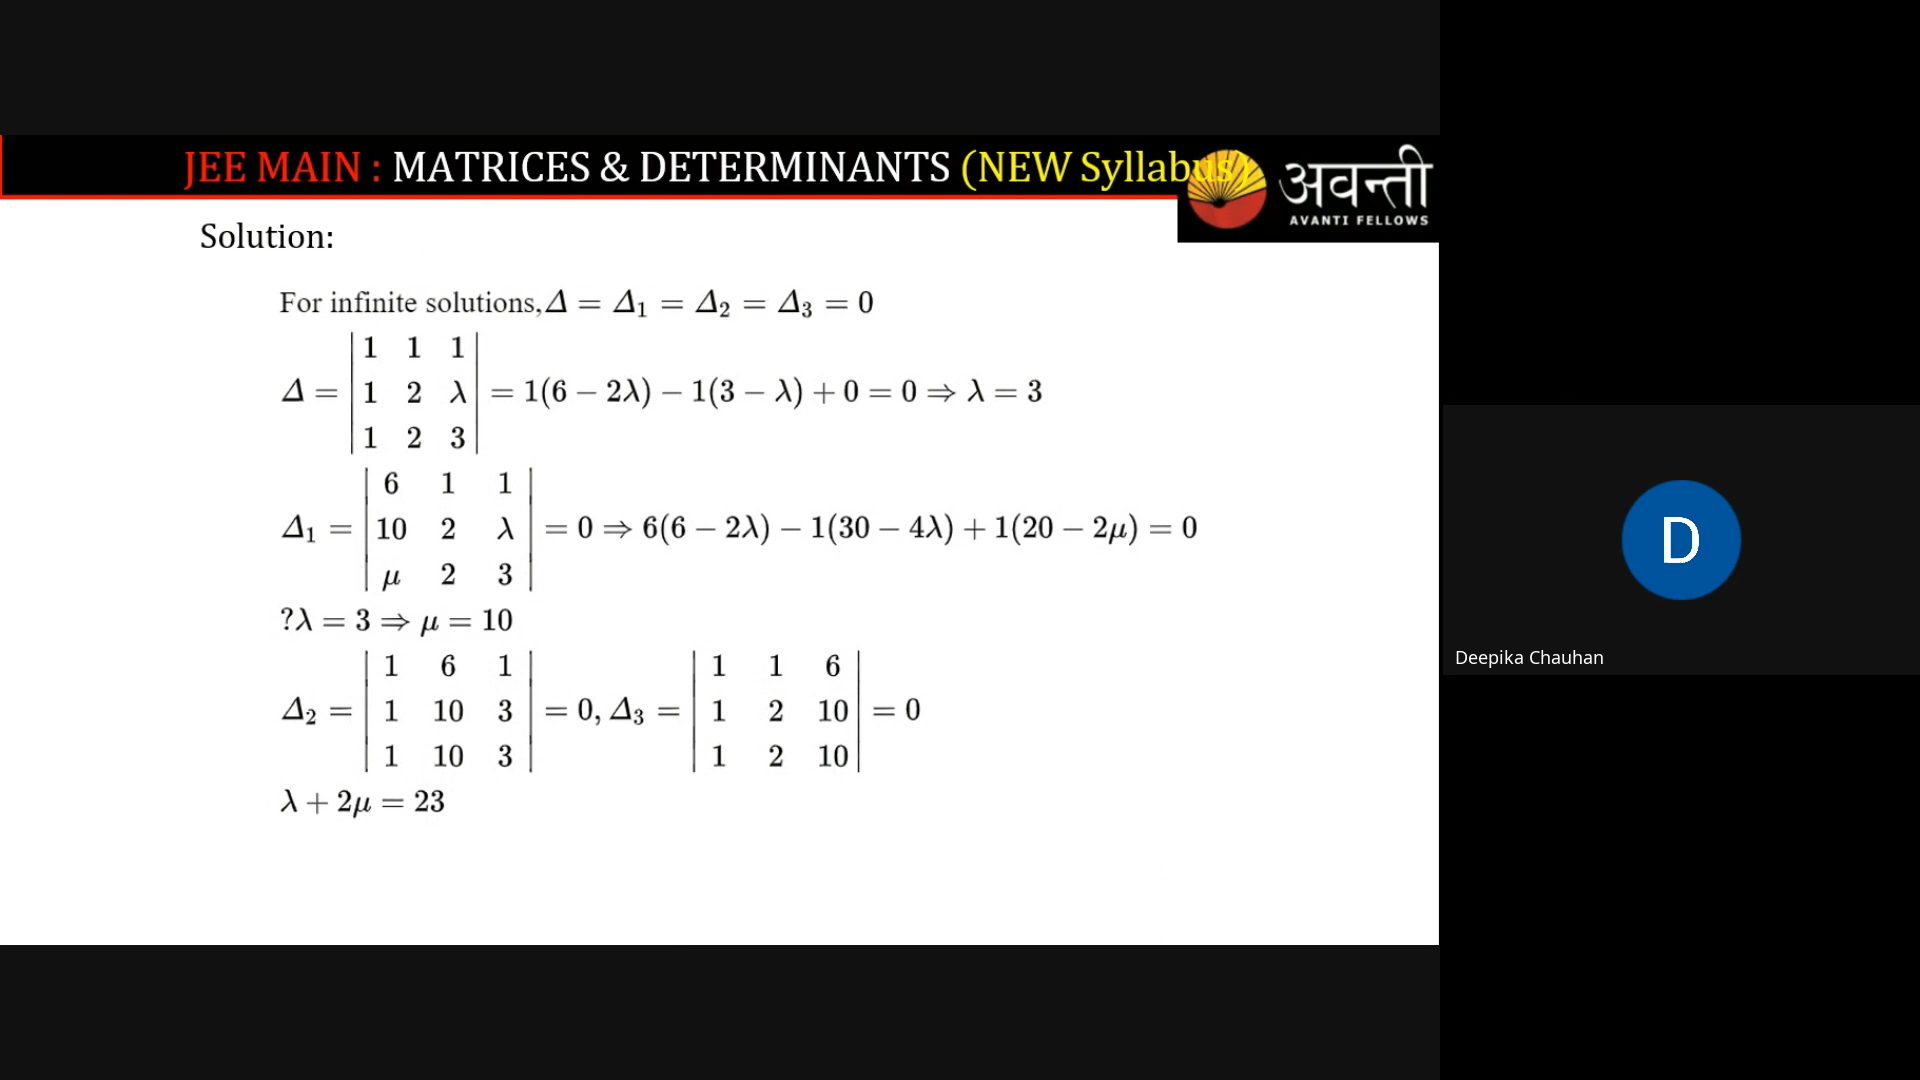 JEE MAIN : MATRICES & DETERMINANTS (NEW Syllabus)
अवन्ती
AVANTI FELLOWS
Solution:
For infinite solutions, Δ = Δ₁ = Δ₂ = Δ₃ = 0
Δ = | 1 1 1 |
| 1 2 λ | = 1(6 − 2λ) − 1(3 − λ) + 0 = 0 ⇒ λ = 3
| 1 2 3 |
Δ₁ = | 6 1 1 |
| 10 2 λ | = 0 ⇒ 6(6 − 2λ) − 1(30 − 4λ) + 1(20 − 2μ) = 0
| μ 2 3 |
?λ = 3 ⇒ μ = 10
Δ₂ = | 1 6 1 |
| 1 10 3 | = 0,
| 1 10 3 |
Δ₃ = | 1 1 6 |
| 1 2 10 | = 0
| 1 2 10 |
λ + 2μ = 23
D
Deepika Chauhan